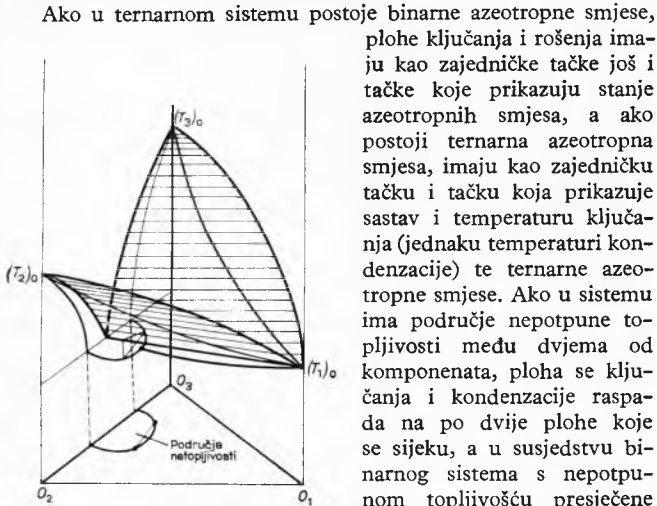 Ako u ternarnom sistemu postoje binarne azeotropne smjese,
plohe ključanja i rošenja ima-
ju kao zajedničke tačke još i
tačke koje prikazuju stanje
azeotropnih smjesa, a ako
postoji ternarna azeotropna
smjesa, imaju kao zajedničku
tačku i tačku koja prikazuje
sastav i temperaturu ključa-
nja (jednaku temperaturi kon-
denzacije) te ternarne azeo-
tropne smjese. Ako u sistemu
ima područje nepotpune to-
pljivosti među dvjema od
komponenata, ploha se klju-
čanja i kondenzacije raspa-
da na po dvije plohe koje
se sijeku, a u susjedstvu bi-
narnog sistema s nepotpu-
nom topljivošću presječene
(T₃)₀
(T₂)₀
(T₁)₀
O₃
Područje
netopljivosti
O₂
O₁